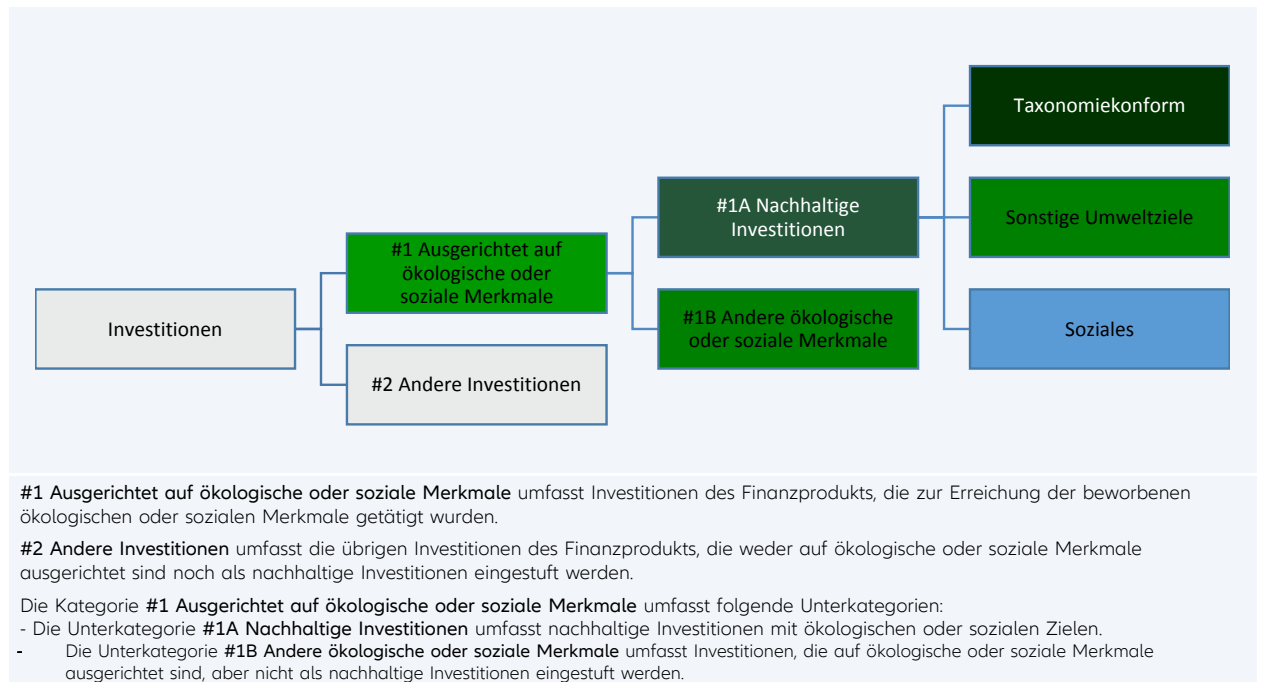 Taxonomiekonform
#1A Nachhaltige
Investitionen
Sonstige Umweltziele
#1 Ausgerichtet auf
ökologische oder
soziale Merkmale
Investitionen
#1B Andere ökologische
oder soziale Merkmale
Soziales
#2 Andere Investitionen
#1 Ausgerichtet auf ökologische oder soziale Merkmale umfasst Investitionen des Finanzprodukts, die zur Erreichung der beworbenen
ökologischen oder sozialen Merkmale getätigt wurden.
#2 Andere Investitionen umfasst die übrigen Investitionen des Finanzprodukts, die weder auf ökologische oder soziale Merkmale
ausgerichtet sind noch als nachhaltige Investitionen eingestuft werden.
Die Kategorie #1 Ausgerichtet auf ökologische oder soziale Merkmale umfasst folgende Unterkategorien:
- Die Unterkategorie #1A Nachhaltige Investitionen umfasst nachhaltige Investitionen mit ökologischen oder sozialen Zielen.
- Die Unterkategorie #1B Andere ökologische oder soziale Merkmale umfasst Investitionen, die auf ökologische oder soziale Merkmale
ausgerichtet sind, aber nicht als nachhaltige Investitionen eingestuft werden.